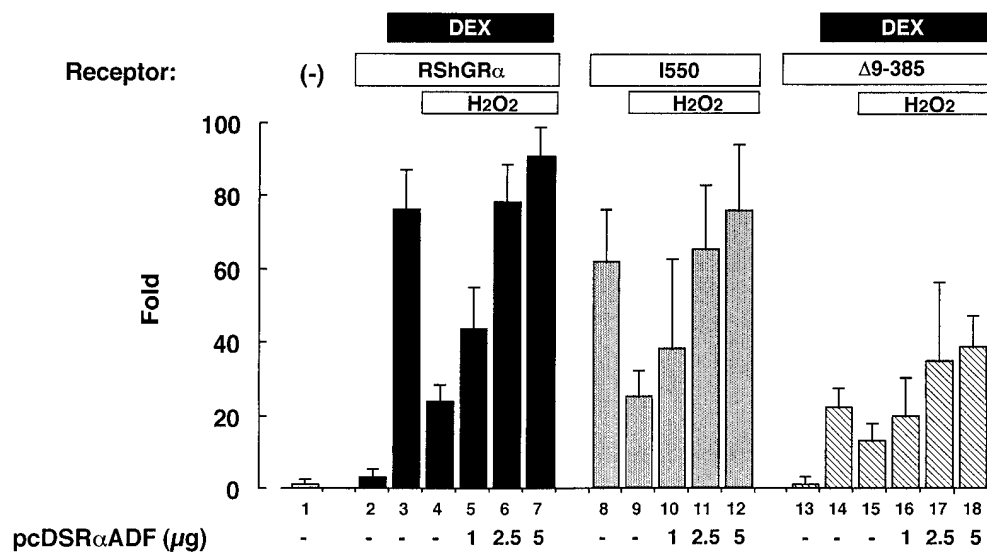 DEX DEX
Receptor: (-) RShGRα I550 Δ9-385
H2O2 H2O2 H2O2
100
80
60
40
20
0
Fold
1 2 3 4 5 6 7 8 9 10 11 12 13 14 15 16 17 18
pcDSRαADF (μg) - - - - 1 2.5 5 - - 1 2.5 5 - - - 1 2.5 5